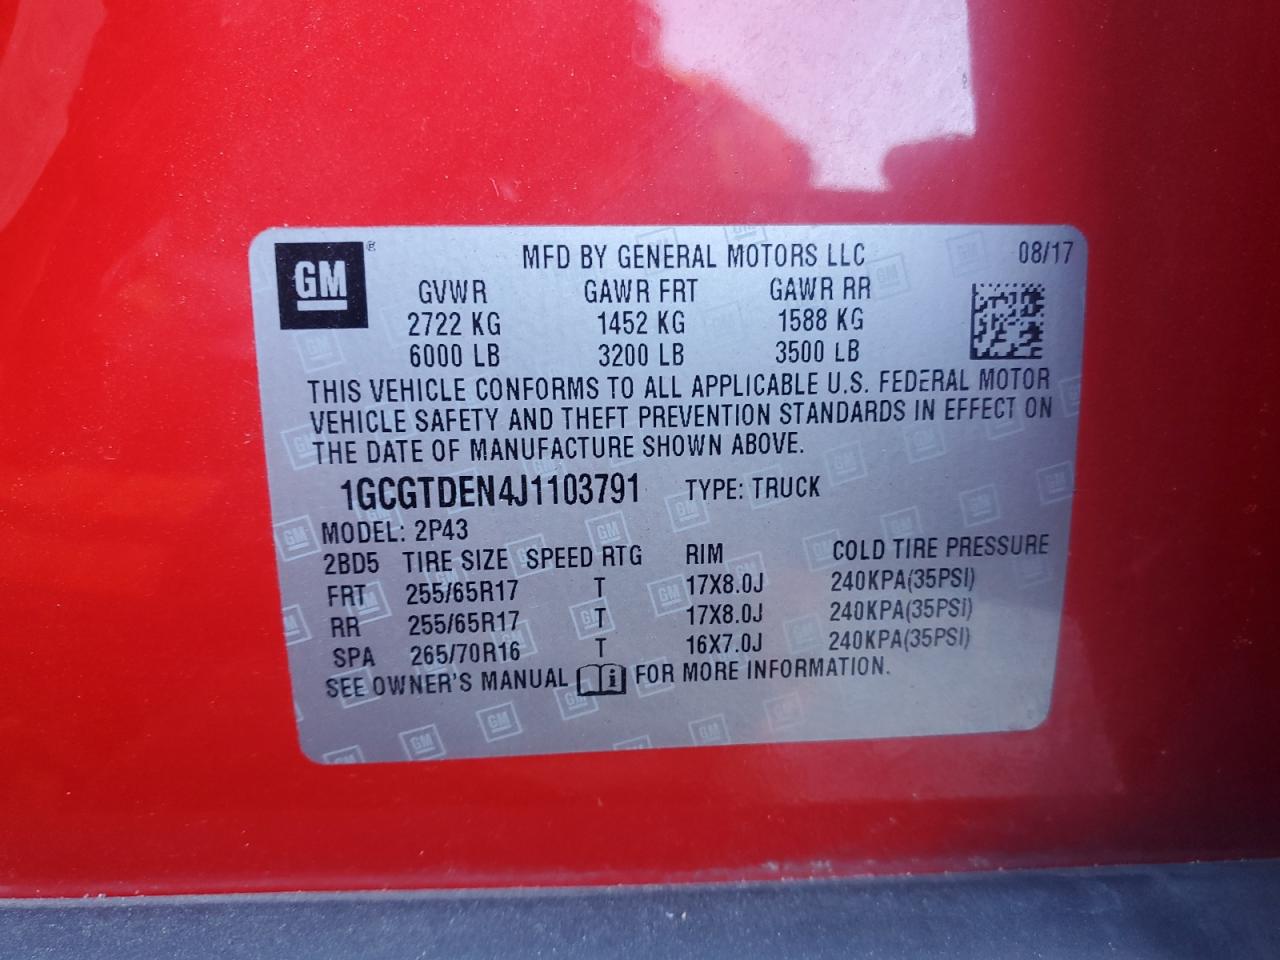 GM ® MFD BY GENERAL MOTORS LLC 08/17
GVWR GAWR FRT GAWR RR
2722 KG 1452 KG 1588 KG
6000 LB 3200 LB 3500 LB
THIS VEHICLE CONFORMS TO ALL APPLICABLE U.S. FEDERAL MOTOR
VEHICLE SAFETY AND THEFT PREVENTION STANDARDS IN EFFECT ON
THE DATE OF MANUFACTURE SHOWN ABOVE.
1GCGTDEN4J1103791 TYPE: TRUCK
MODEL: 2P43
2BD5 TIRE SIZE SPEED RTG RIM COLD TIRE PRESSURE
FRT 255/65R17 T 17X8.0J 240KPA(35PSI)
RR 255/65R17 T 17X8.0J 240KPA(35PSI)
SPA 265/70R16 T 16X7.0J 240KPA(35PSI)
SEE OWNER'S MANUAL i FOR MORE INFORMATION.